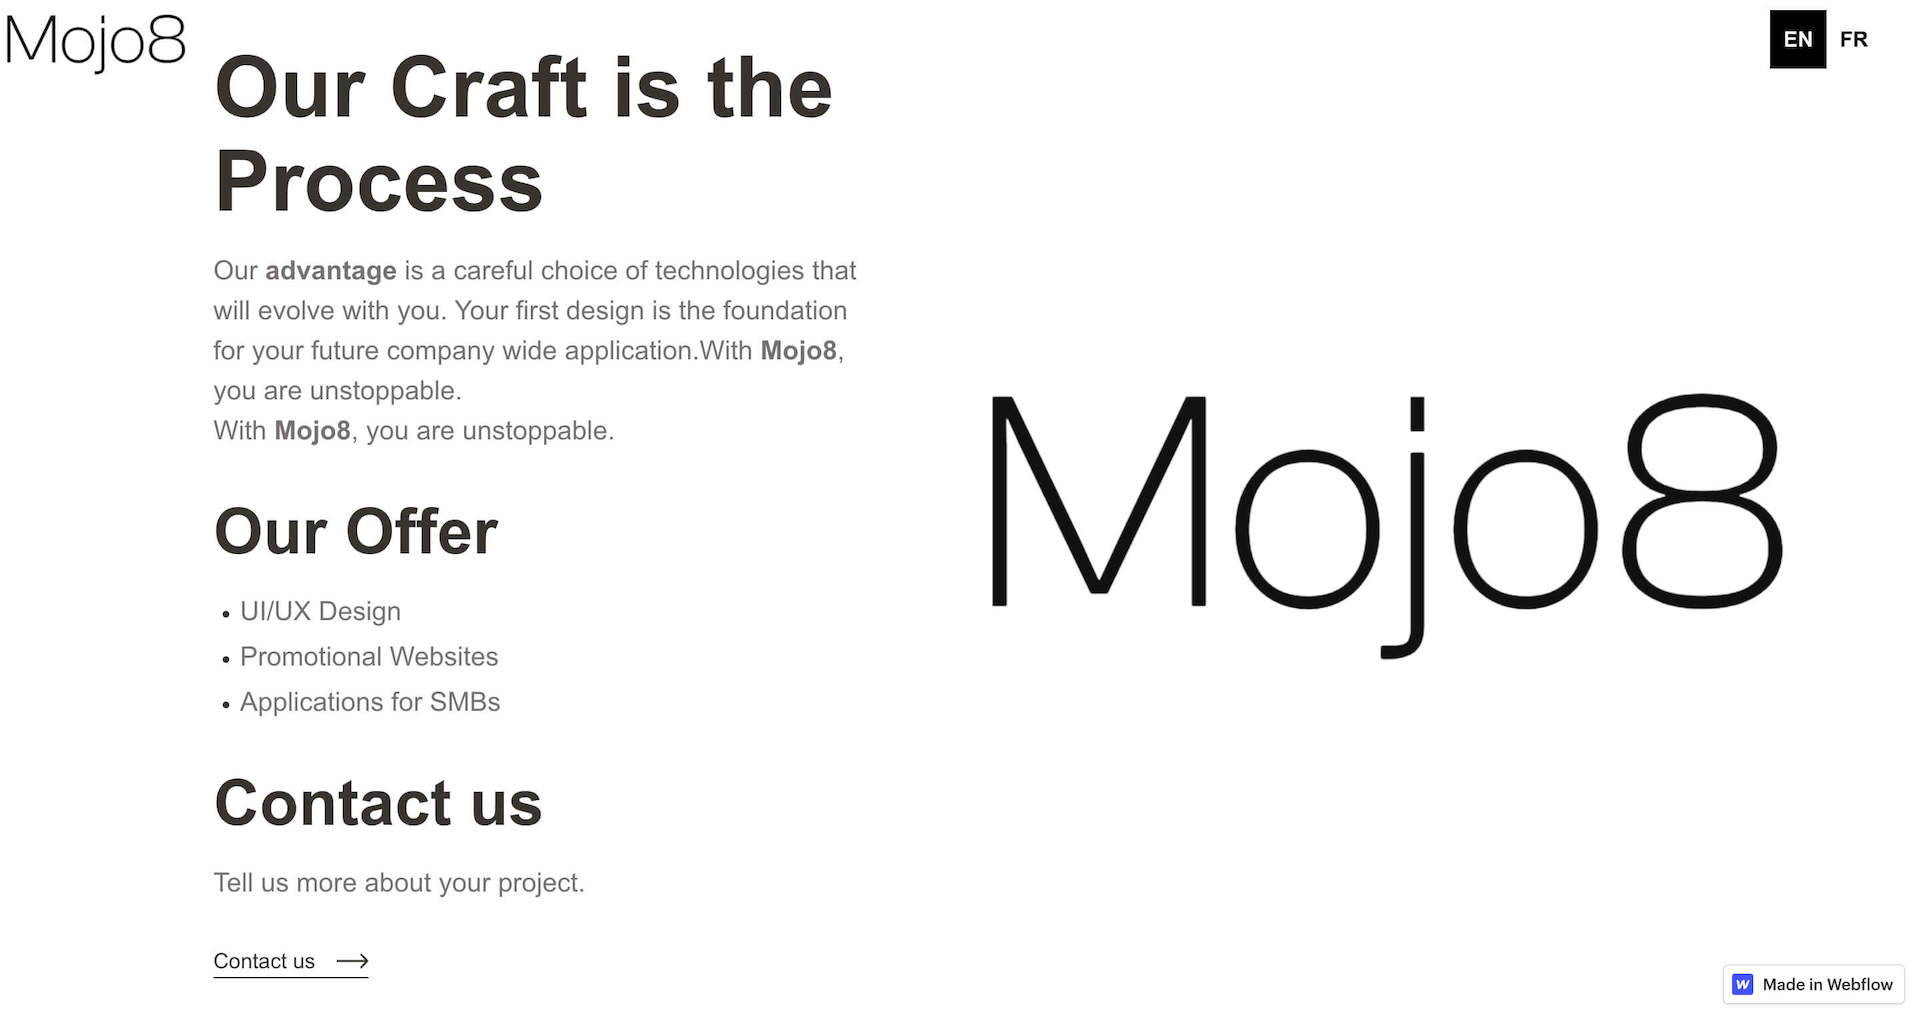 Mojo8
EN FR
Our Craft is the
Process
Our advantage is a careful choice of technologies that
will evolve with you. Your first design is the foundation
for your future company wide application.With Mojo8,
you are unstoppable.
With Mojo8, you are unstoppable.
Our Offer
• UI/UX Design
• Promotional Websites
• Applications for SMBs
Contact us
Tell us more about your project.
Contact us
Mojo8
Made in Webflow